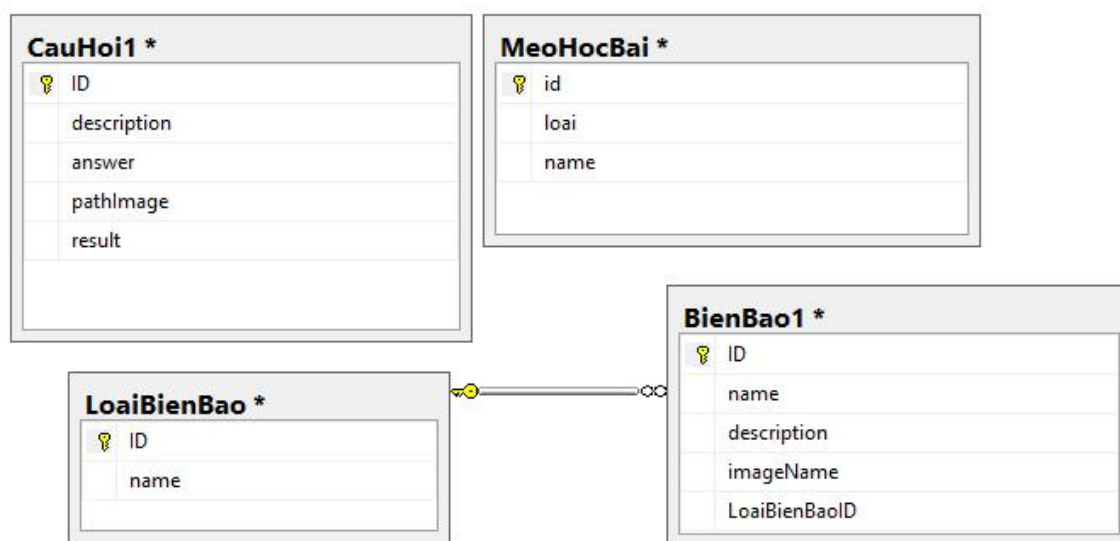 CauHoi1 *
ID
description
answer
pathImage
result
MeoHocBai *
id
loai
name
LoaiBienBao *
ID
name
BienBao1 *
ID
name
description
imageName
LoaiBienBaoID